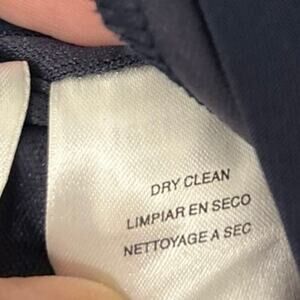 DRY CLEAN
LIMPIAR EN SECO
NETTOYAGE A SEC